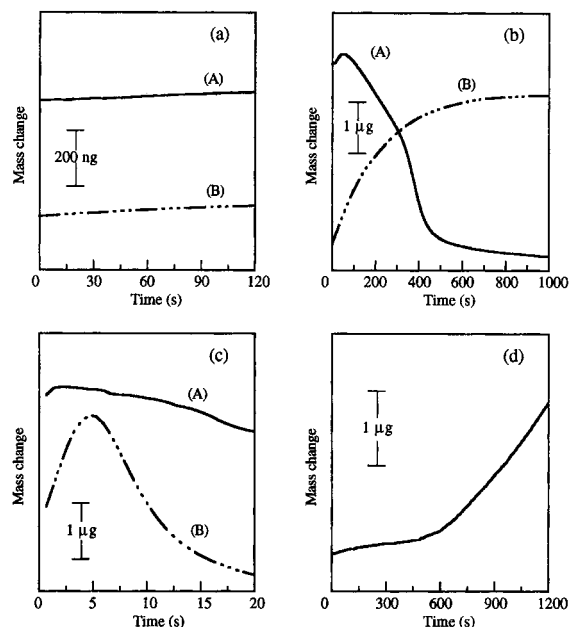 (a)
(A)
200 ng
(B)
Mass change
0 30 60 90 120
Time (s)
(b)
(A)
(B)
1 μg
Mass change
0 200 400 600 800 1000
Time (s)
(c)
(A)
1 μg
(B)
Mass change
0 5 10 15 20
Time (s)
(d)
1 μg
Mass change
0 300 600 900 1200
Time (s)